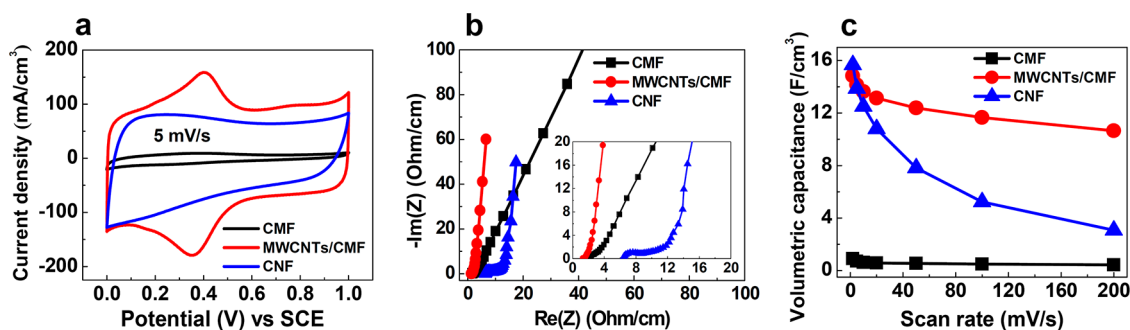 a
Current density (mA/cm³)
200
100
0
-100
-200
5 mV/s
CMF
MWCNTs/CMF
CNF
0.0 0.2 0.4 0.6 0.8 1.0
Potential (V) vs SCE
b
-Im(Z) (Ohm/cm)
100
80
60
40
20
0
CMF
MWCNTs/CMF
CNF
20
16
12
8
4
0
0 4 8 12 16 20
0 20 40 60 80 100
Re(Z) (Ohm/cm)
c
Volumetric capacitance (F/cm³)
16
12
8
4
0
CMF
MWCNTs/CMF
CNF
0 40 80 120 160 200
Scan rate (mV/s)